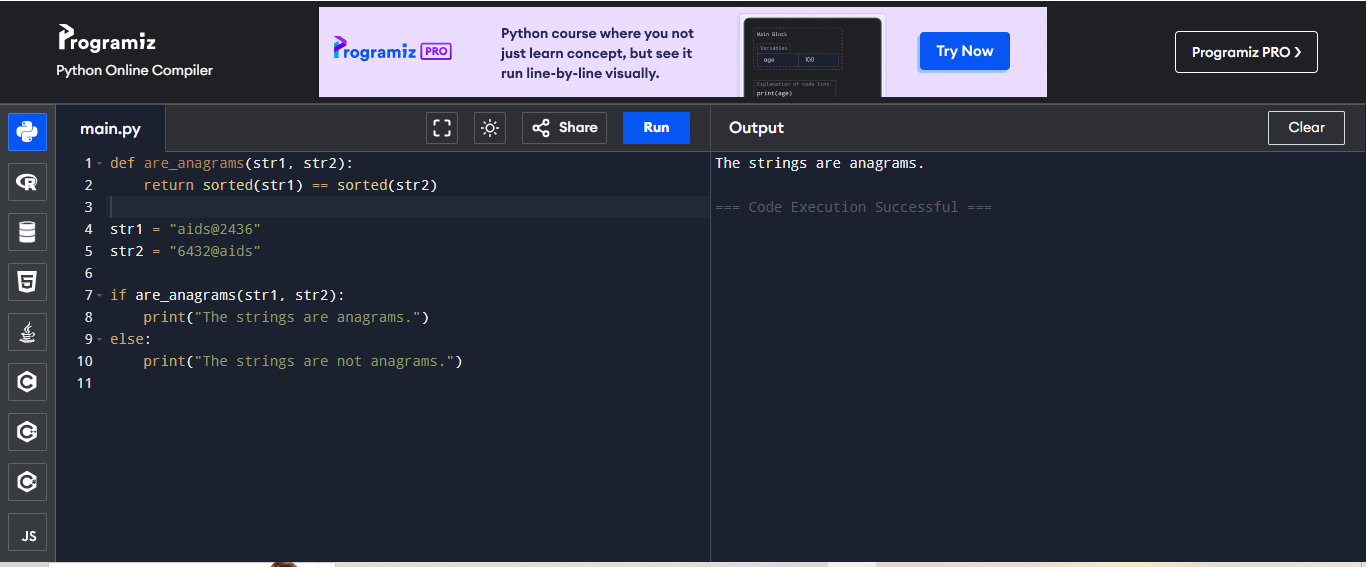 Programiz
Python Online Compiler
Programiz PRO
Python course where you not
just learn concept, but see it
run line-by-line visually.
Main Block
Variables
age 100
Explanation of code line:
print(age)
Try Now
Programiz PRO
main.py
Share
Run
Output
Clear
1 def are_anagrams(str1, str2):
2     return sorted(str1) == sorted(str2)
3
4 str1 = "aids@2436"
5 str2 = "6432@aids"
6
7 if are_anagrams(str1, str2):
8     print("The strings are anagrams.")
9 else:
10     print("The strings are not anagrams.")
11
The strings are anagrams.
=== Code Execution Successful ===
R
5
C
C
C
JS